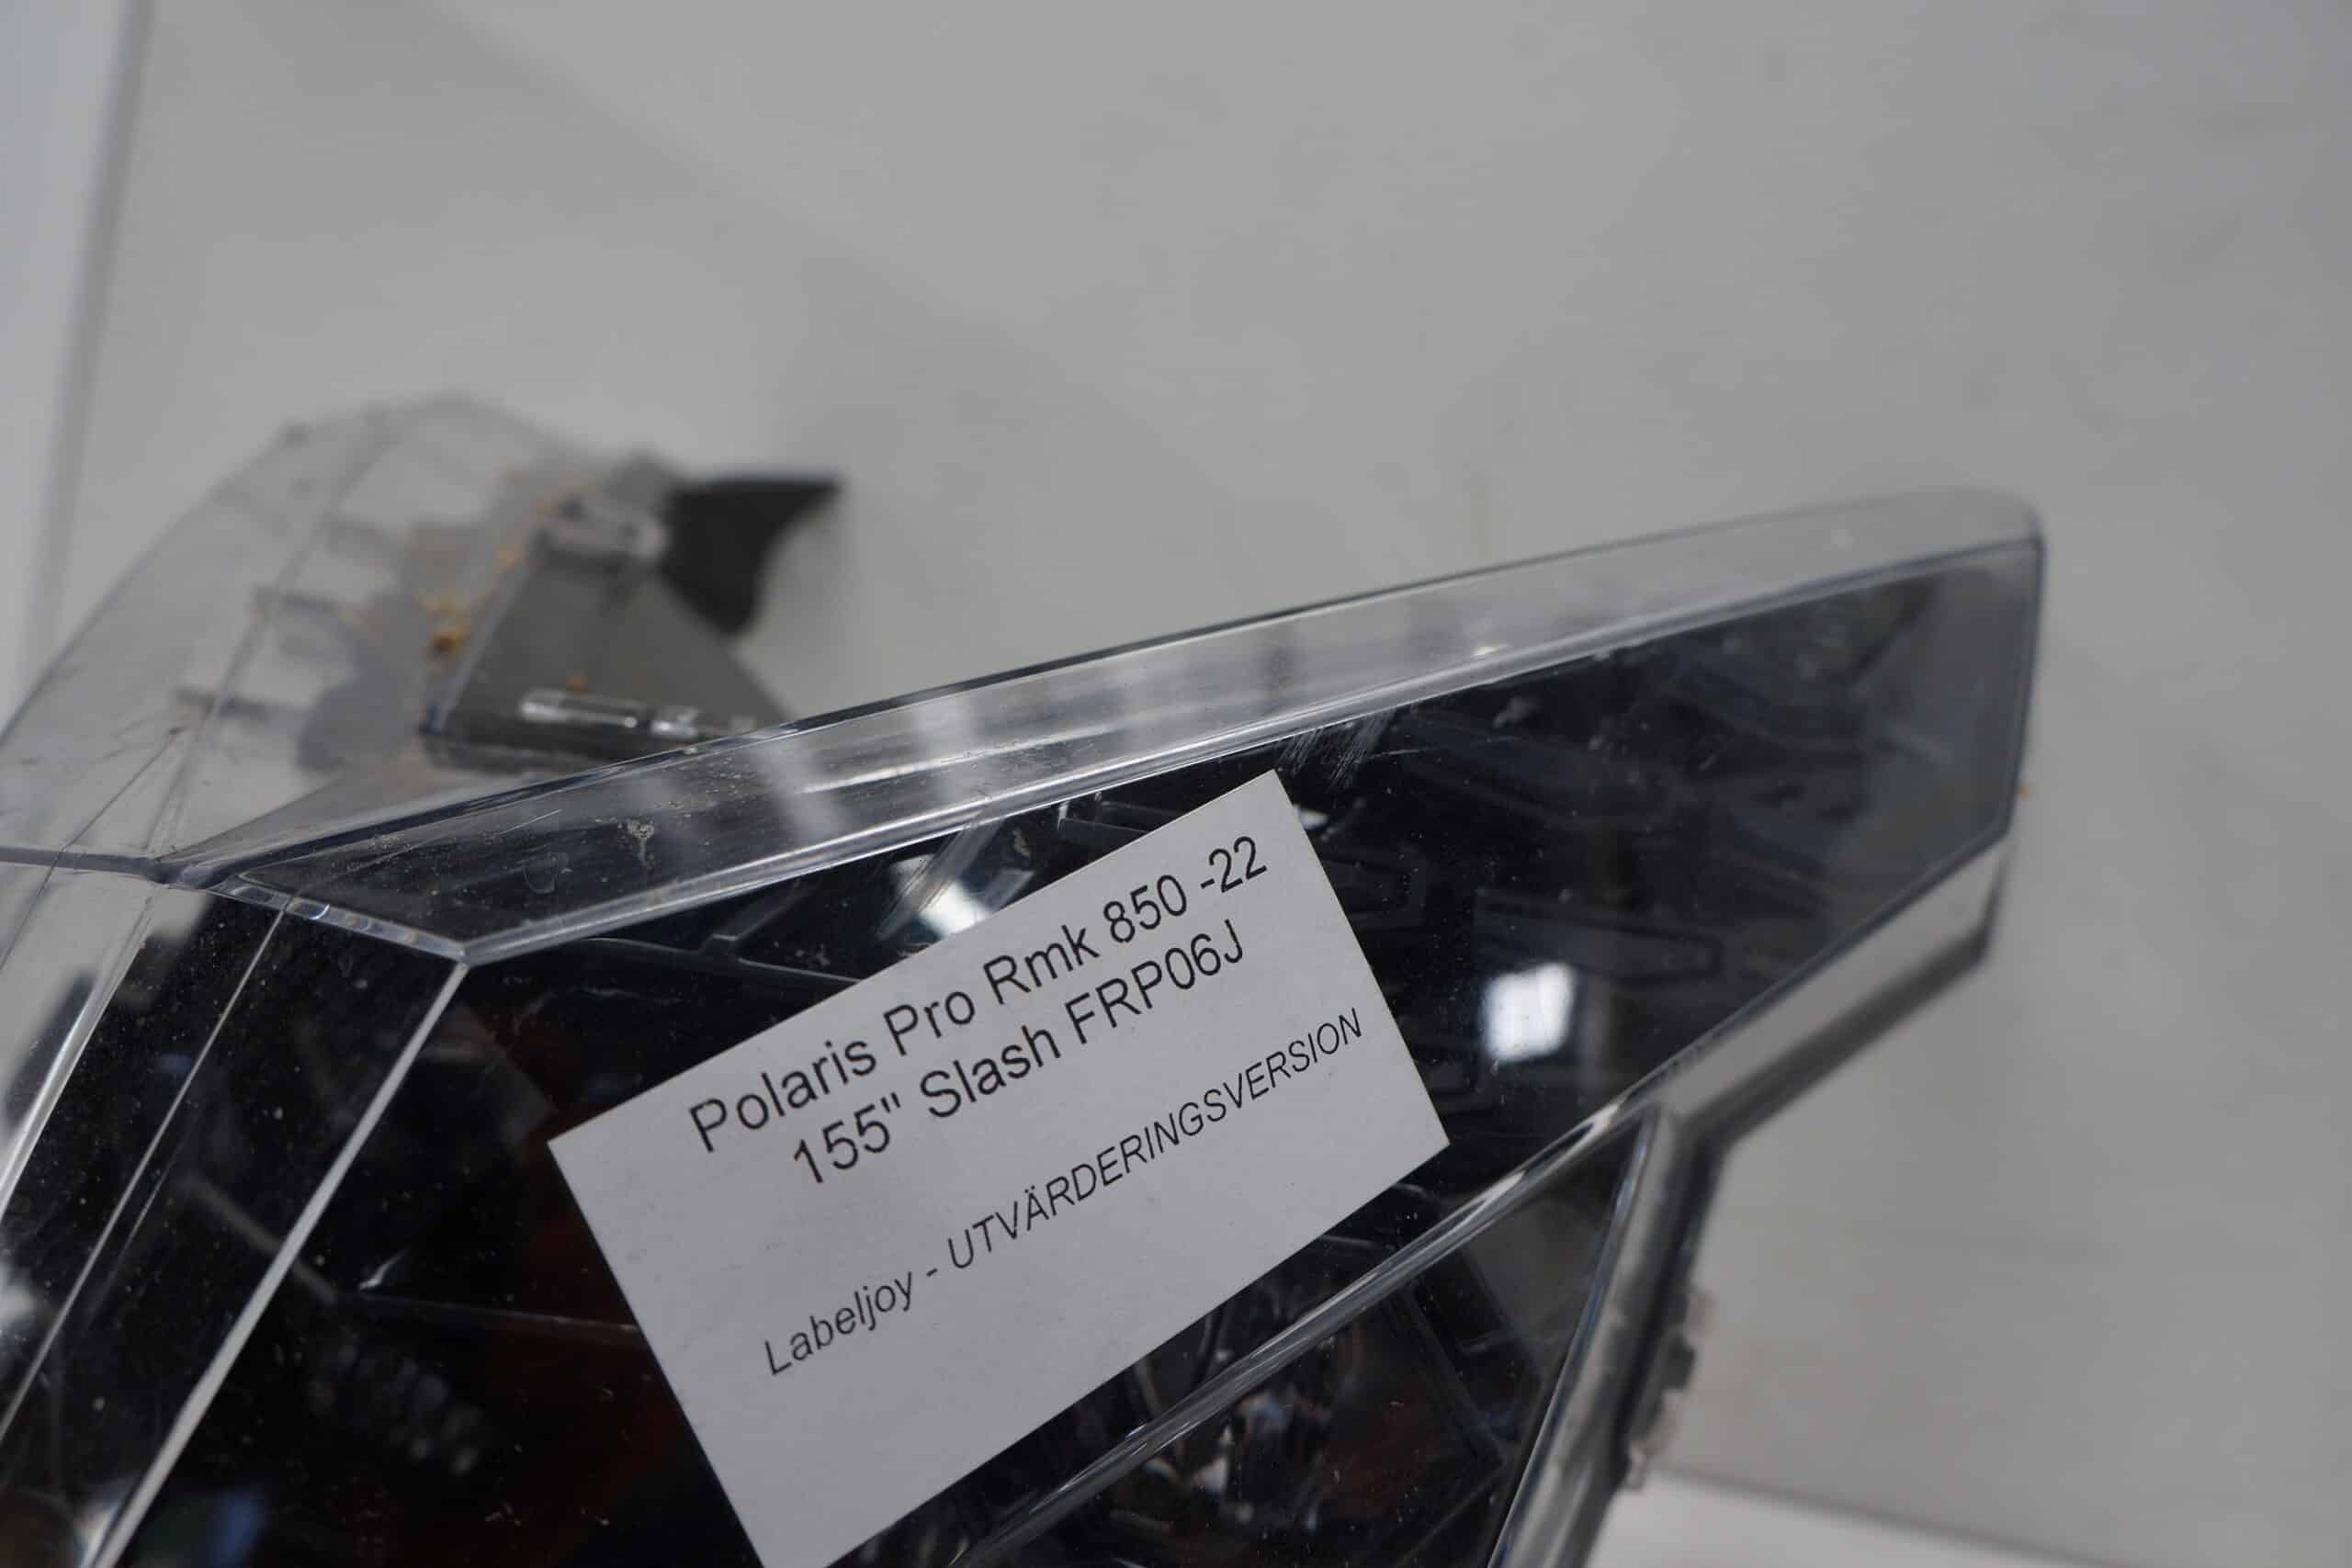 Polaris Pro Rmk 850 -22
155" Slash FRP06J
Labeljoy - UTVÄRDERINGSVERSION